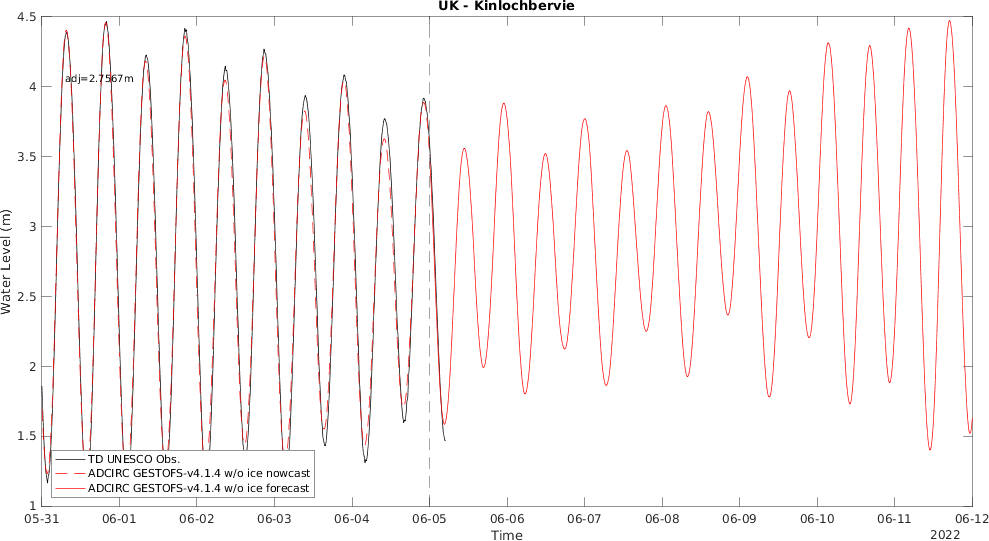 UK - Kinlochbervie
4.5
4
3.5
3
2.5
2
1.5
1
Water Level (m)
adj=2.7567m
TD UNESCO Obs.
ADCIRC GESTOFS-v4.1.4 w/o ice nowcast
ADCIRC GESTOFS-v4.1.4 w/o ice forecast
05-31 06-01 06-02 06-03 06-04 06-05 06-06 06-07 06-08 06-09 06-10 06-11 06-12
Time
2022